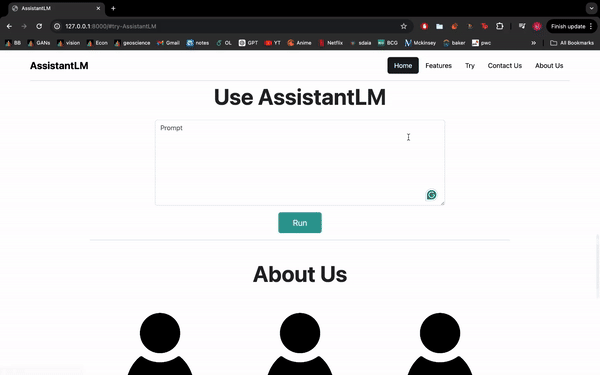 AssistantLM
127.0.0.1:8000/#try-AssistantLM
Finish update
BB GANs vision Econ geoscience Gmail notes GL GPT YT Anime Netflix sdaia BCG Mckinsey baker pwc All Bookmarks
AssistantLM Home Features Try Contact Us About Us
Use AssistantLM
Prompt
Run
About Us